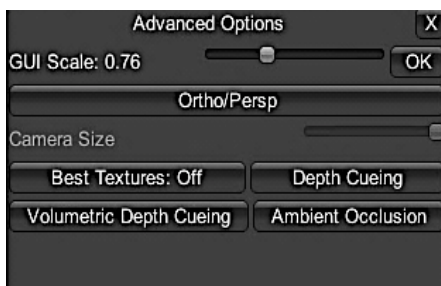 Advanced Options X
GUI Scale: 0.76 OK
Ortho/Persp
Camera Size
Best Textures: Off Depth Cueing
Volumetric Depth Cueing Ambient Occlusion